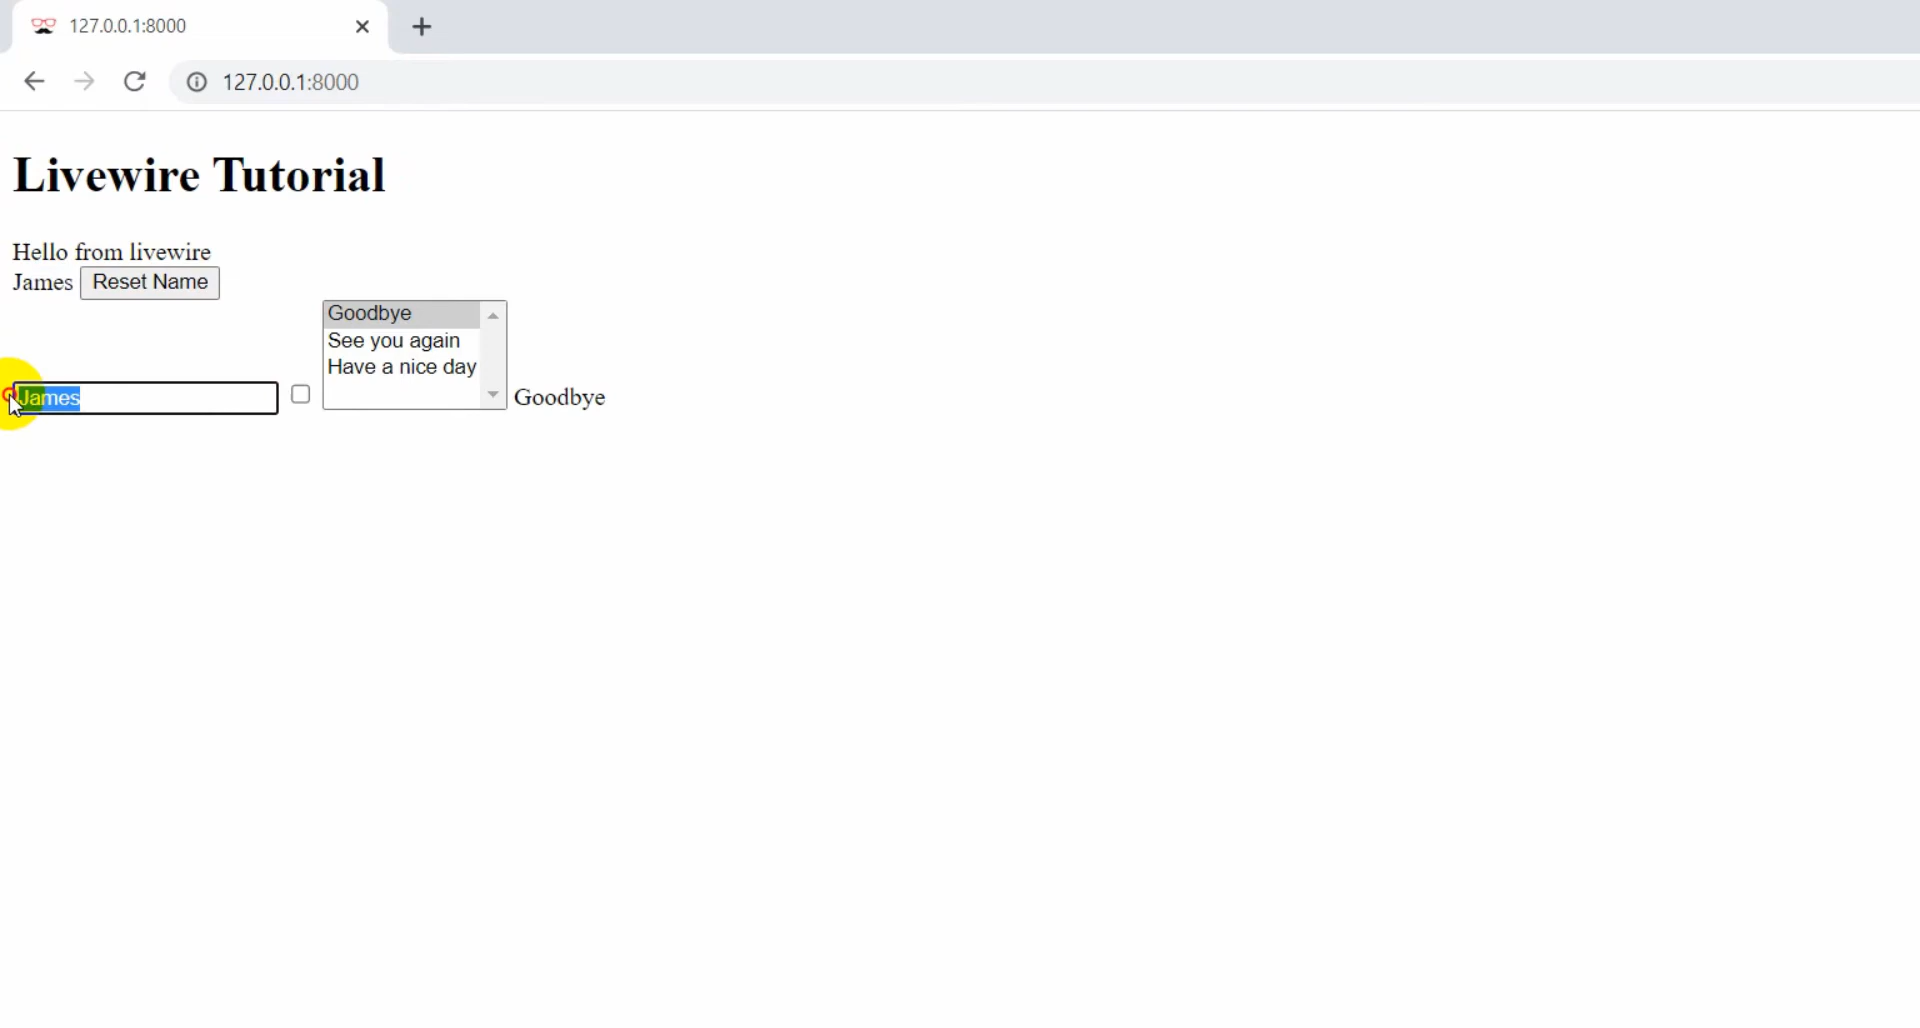 127.0.0.1:8000
127.0.0.1:8000
Livewire Tutorial
Hello from livewire
James Reset Name
Goodbye
See you again
Have a nice day
James Goodbye